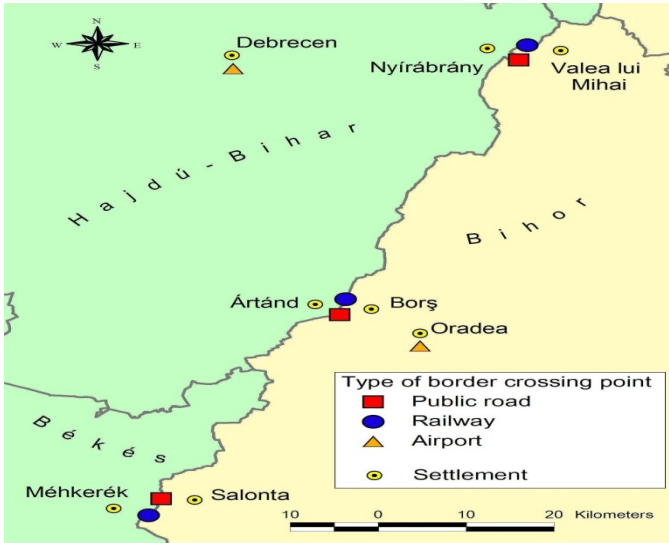 N
W E
S
Debrecen
Nyírábrány
Valea lui
Mihai
Hajdú-Bihar
Bihor
Ártánd
Borş
Oradea
Békés
Méhkerék
Salonta
Type of border crossing point
Public road
Railway
Airport
Settlement
10 0 10 20 Kilometers